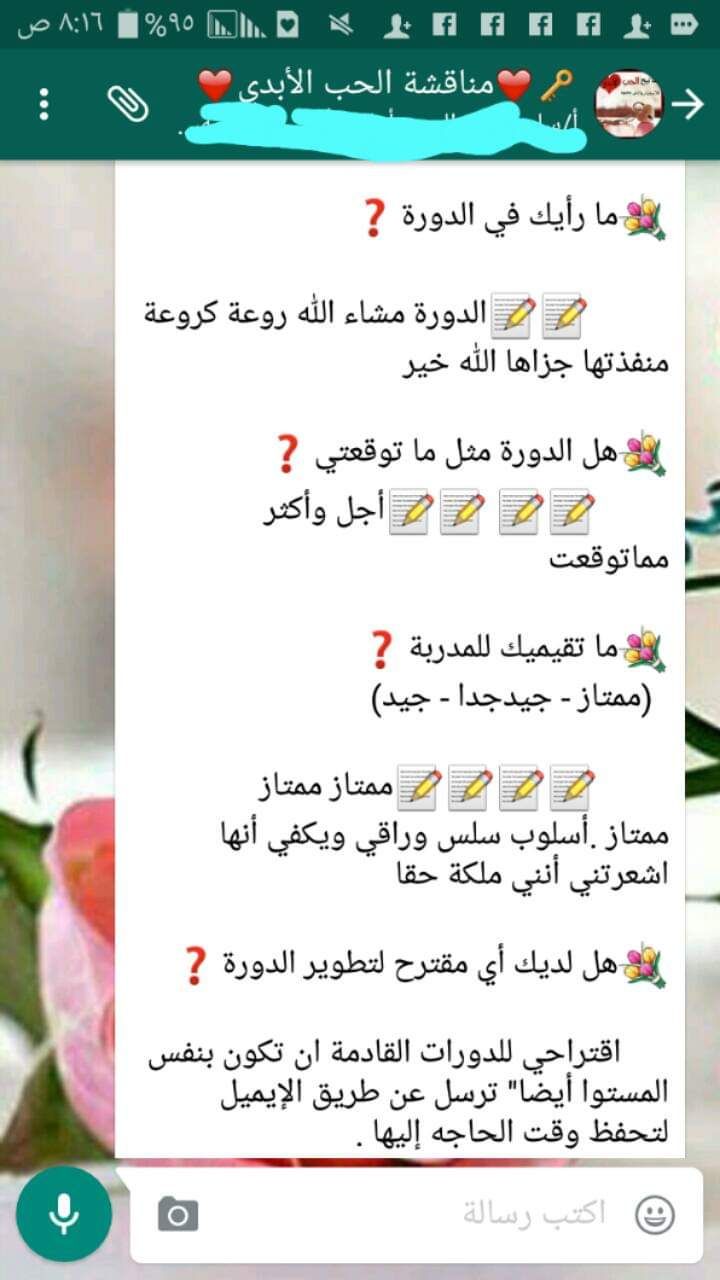 ٨:١٦ ص
%٩٥
مناقشة الحب الأبدي
ما رأيك في الدورة ❓
الدورة مشاء الله روعة كروعة
منفذتها جزاها الله خير
هل الدورة مثل ما توقعتي ❓
أجل وأكثر
مماتوقعت
ما تقيميك للمدربة ❓
(ممتاز - جيدجدا - جيد)
ممتاز ممتاز
ممتاز .أسلوب سلس وراقي ويكفي أنها
اشعرتني أنني ملكة حقا
هل لديك أي مقترح لتطوير الدورة ❓
اقتراحي للدورات القادمة ان تكون بنفس
المستوا أيضا" ترسل عن طريق الإيميل
لتحفظ وقت الحاجه إليها .
اكتب رسالة